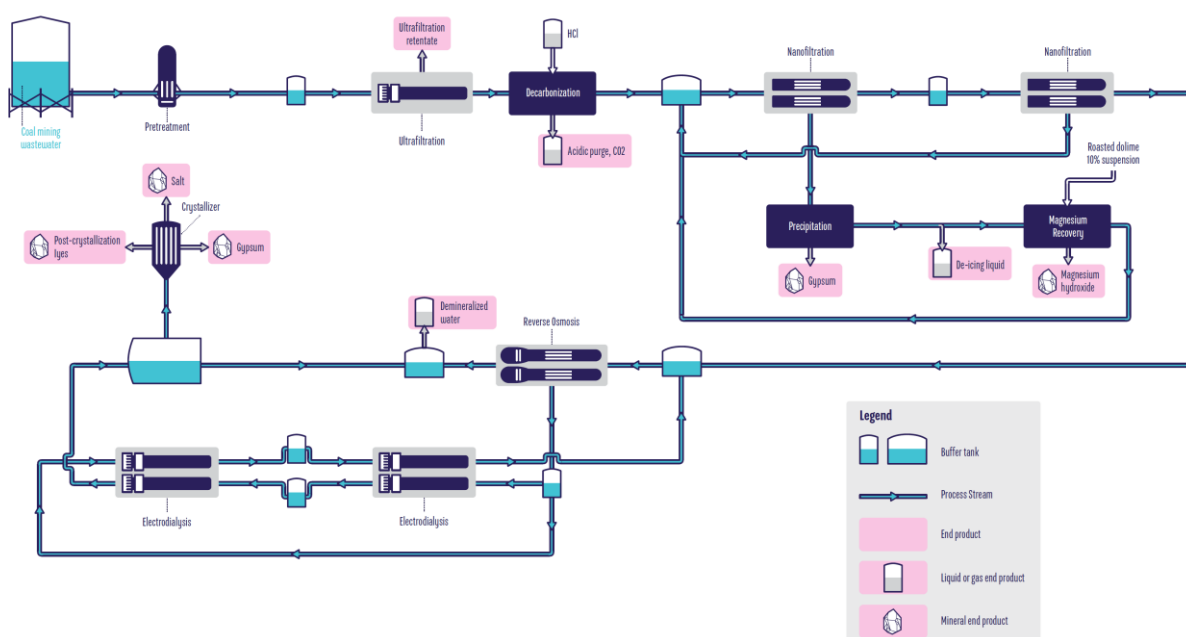 Ultrafiltration
retentate
HCl
Nanofiltration
Nanofiltration
Decarbonization
Coal mining
wastewater
Pretreatment
Ultrafiltration
Acidic purge, CO2
Roasted dolime
10% suspension
Salt
Crystallizer
Post-crystallization
lyes
Gypsum
Precipitation
Magnesium
Recovery
De-icing liquid
Gypsum
Magnesium
hydroxide
Demineralized
water
Reverse Osmosis
Electrodialysis
Electrodialysis
Legend
Buffer tank
Process Stream
End product
Liquid or gas end product
Mineral end product